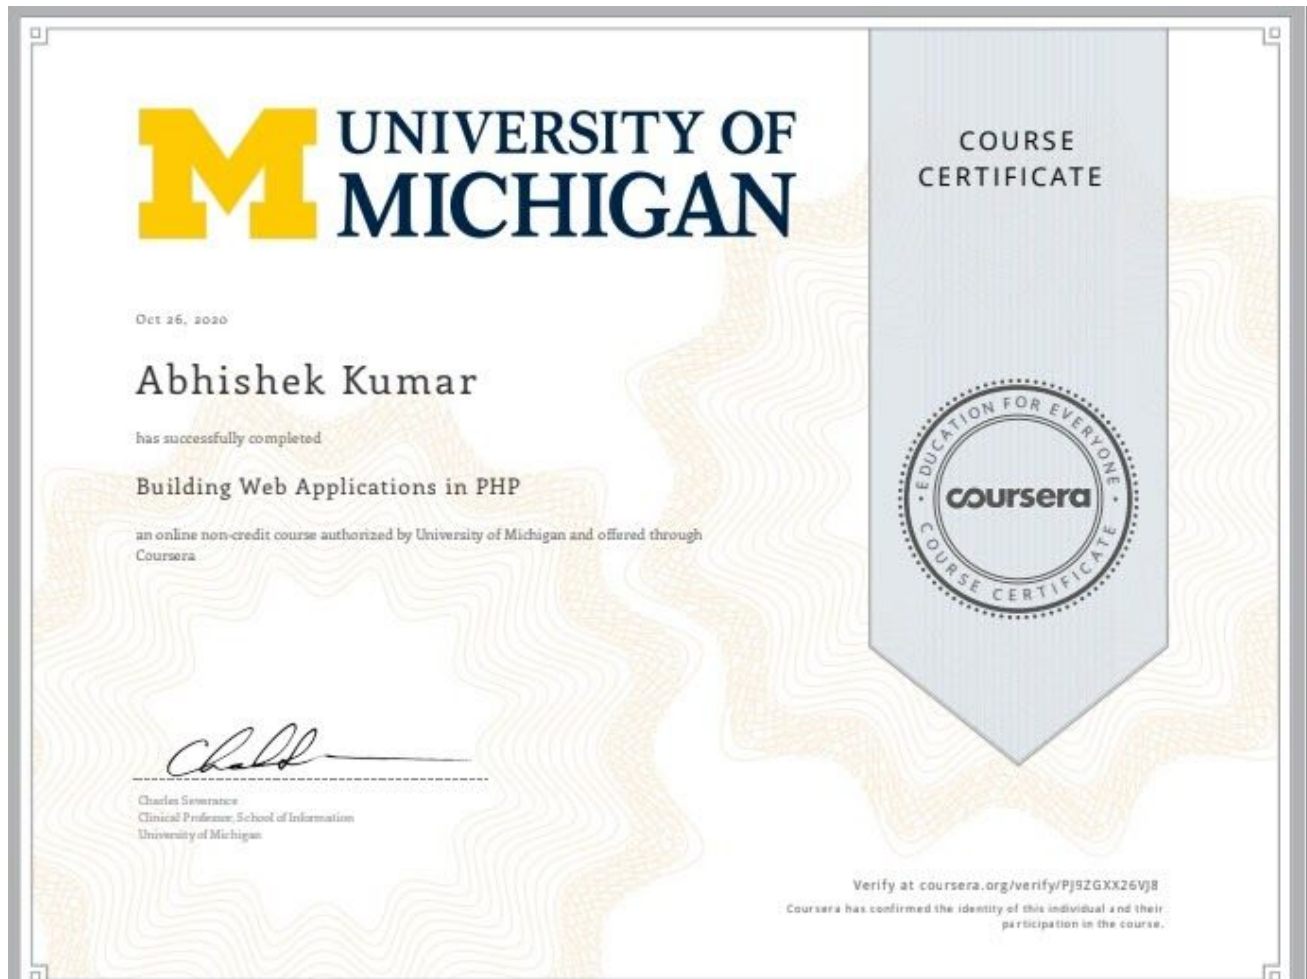 UNIVERSITY OF
MICHIGAN
COURSE
CERTIFICATE
Oct 26, 2020
Abhishek Kumar
has successfully completed
Building Web Applications in PHP
an online non-credit course authorized by University of Michigan and offered through
Coursera
EDUCATION FOR EVERYONE
coursera
COURSE CERTIFICATE
Charles Severance
Clinical Professor, School of Information
University of Michigan
Verify at coursera.org/verify/PJ9ZGXX26VJ8
Coursera has confirmed the identity of this individual and their
participation in the course.